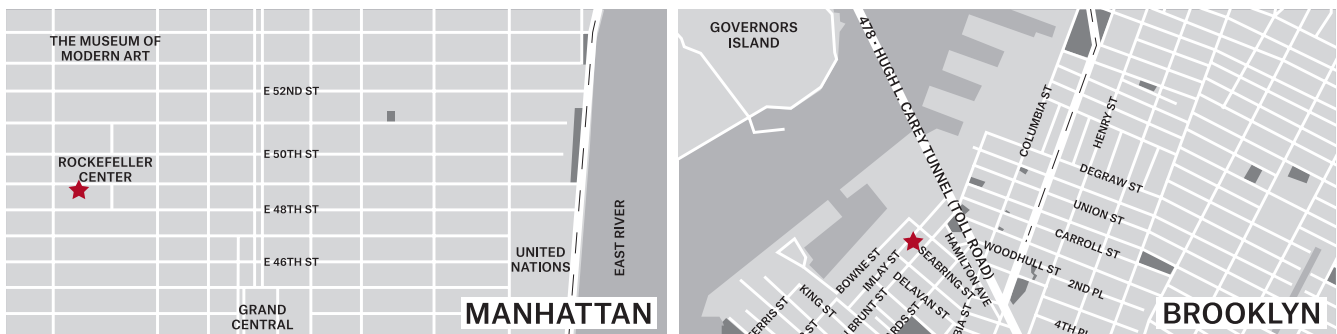 THE MUSEUM OF
MODERN ART
E 52ND ST
E 50TH ST
ROCKEFELLER
CENTER
E 48TH ST
E 46TH ST
UNITED
NATIONS
EAST RIVER
GRAND
CENTRAL
MANHATTAN
GOVERNORS
ISLAND
478 · HUGH L. CAREY TUNNEL (TOLL ROAD)
COLUMBIA ST
HENRY ST
DEGRAW ST
UNION ST
CARROLL ST
WOODHULL ST
2ND PL
4TH PL
HAMILTON AVE
SEABRING ST
BOWNE ST
IMLAY ST
DELAVAN ST
KING ST
BROOKLYN